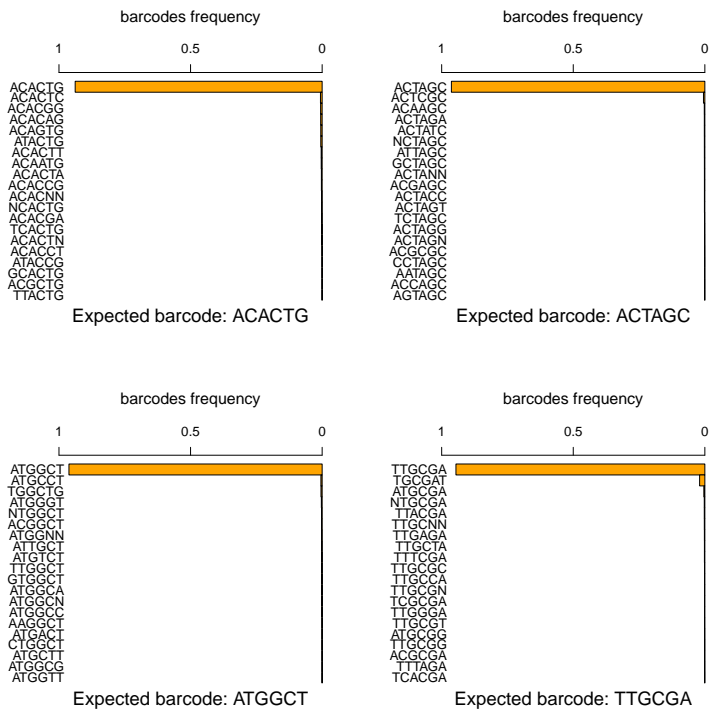 barcodes frequency
1 0.5 0
ACACTG
ACACTC
ACACGG
ACACAG
ACAGTG
ATACTG
ACACTT
ACAATG
ACACTA
ACACCG
ACACNN
NCACTG
ACACGA
TCACTG
ACACTN
ACACCT
ATACCG
GCACTG
ACGCTG
TTACTG
Expected barcode: ACACTG
barcodes frequency
1 0.5 0
ACTAGC
ACTCGC
ACAAGC
ACTAGA
ACTATC
NCTAGC
ATTAGC
GCTAGC
ACTANN
ACGAGC
ACTACC
ACTAGT
TCTAGC
ACTAGG
ACTAGN
ACGCGC
CCTAGC
AATAGC
ACCAGC
AGTAGC
Expected barcode: ACTAGC
barcodes frequency
1 0.5 0
ATGGCT
ATGCCT
TGGCTG
ATGGGT
NTGGCT
ACGGCT
ATGGNN
ATTGCT
ATGTCT
TTGGCT
GTGGCT
ATGGCA
ATGGCN
ATGGCC
AAGGCT
ATGACT
CTGGCT
ATGCTT
ATGGCG
ATGGTT
Expected barcode: ATGGCT
barcodes frequency
1 0.5 0
TTGCGA
TGCGAT
ATGCGA
NTGCGA
TTACGA
TTGCNN
TTGAGA
TTGCTA
TTTCGA
TTGCGC
TTGCCA
TTGCGN
TCGCGA
TTGGGA
TTGCGT
ATGCGG
TTGCGG
ACGCGA
TTTAGA
TCACGA
Expected barcode: TTGCGA